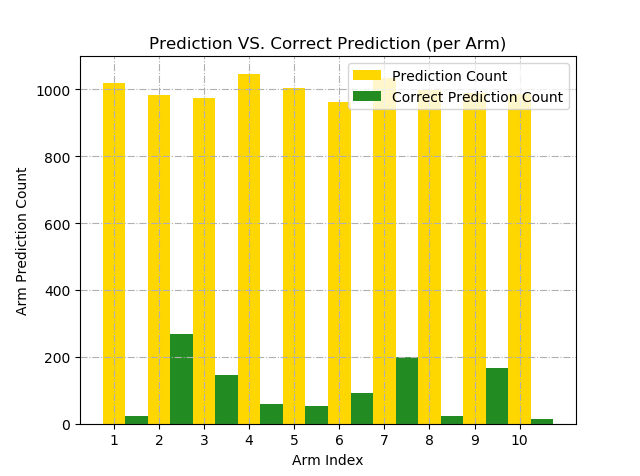 Prediction VS. Correct Prediction (per Arm)
Prediction Count
Correct Prediction Count
1000
800
600
400
200
0
Arm Prediction Count
1 2 3 4 5 6 7 8 9 10
Arm Index